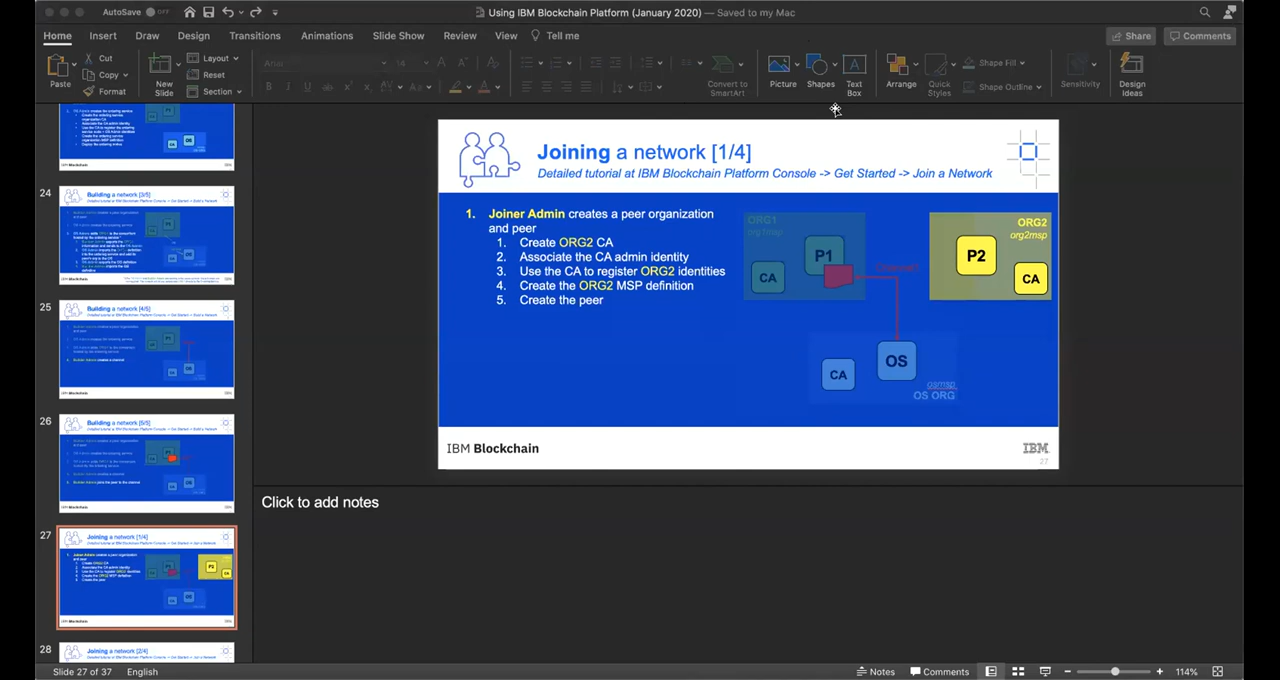 AutoSave OFF
Using IBM Blockchain Platform (January 2020) — Saved to my Mac
Home Insert Draw Design Transitions Animations Slide Show Review View Tell me
Share Comments
Paste
Cut
Copy
Format
New Slide
Layout
Reset
Section
Convert to SmartArt
Picture
Shapes
Text Box
Arrange
Quick Styles
Shape Fill
Shape Outline
Sensitivity
Design Ideas
24
Building a network [3/5]
25
Building a network [4/5]
26
Building a network [5/5]
27
Joining a network [1/4]
28
Joining a network [2/4]
Joining a network [1/4]
Detailed tutorial at IBM Blockchain Platform Console -> Get Started -> Join a Network
1. Joiner Admin creates a peer organization
and peer
1. Create ORG2 CA
2. Associate the CA admin identity
3. Use the CA to register ORG2 identities
4. Create the ORG2 MSP definition
5. Create the peer
ORG1
org1msp
P1
CA
ORG2
org2msp
P2
CA
CA
OS
osmsp
OS ORG
IBM Blockchain
IBM
27
Click to add notes
Slide 27 of 37 English
Notes Comments
114%